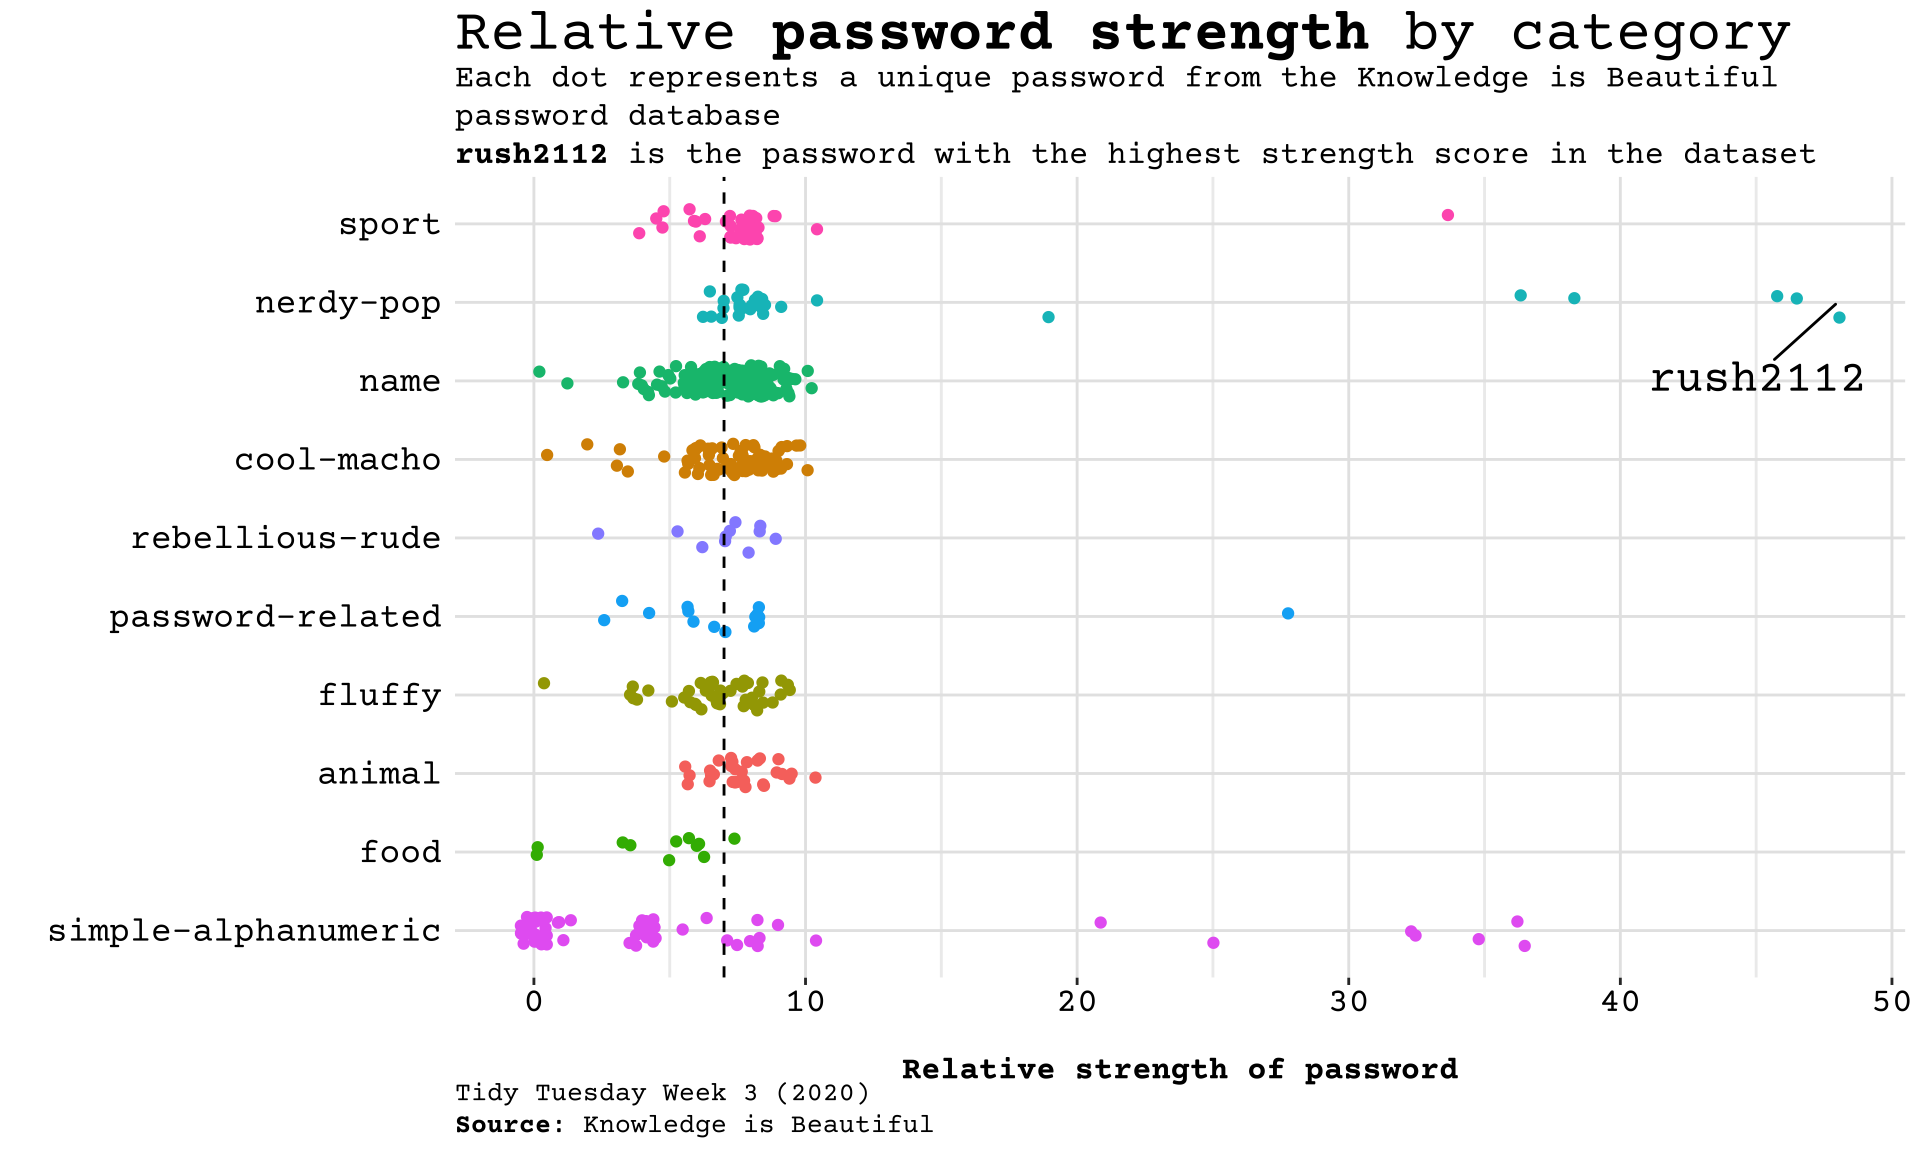 Relative password strength by category
Each dot represents a unique password from the Knowledge is Beautiful
password database
rush2112 is the password with the highest strength score in the dataset
sport
nerdy-pop
name
rush2112
cool-macho
rebellious-rude
password-related
fluffy
animal
food
simple-alphanumeric
0 10 20 30 40 50
Relative strength of password
Tidy Tuesday Week 3 (2020)
Source: Knowledge is Beautiful